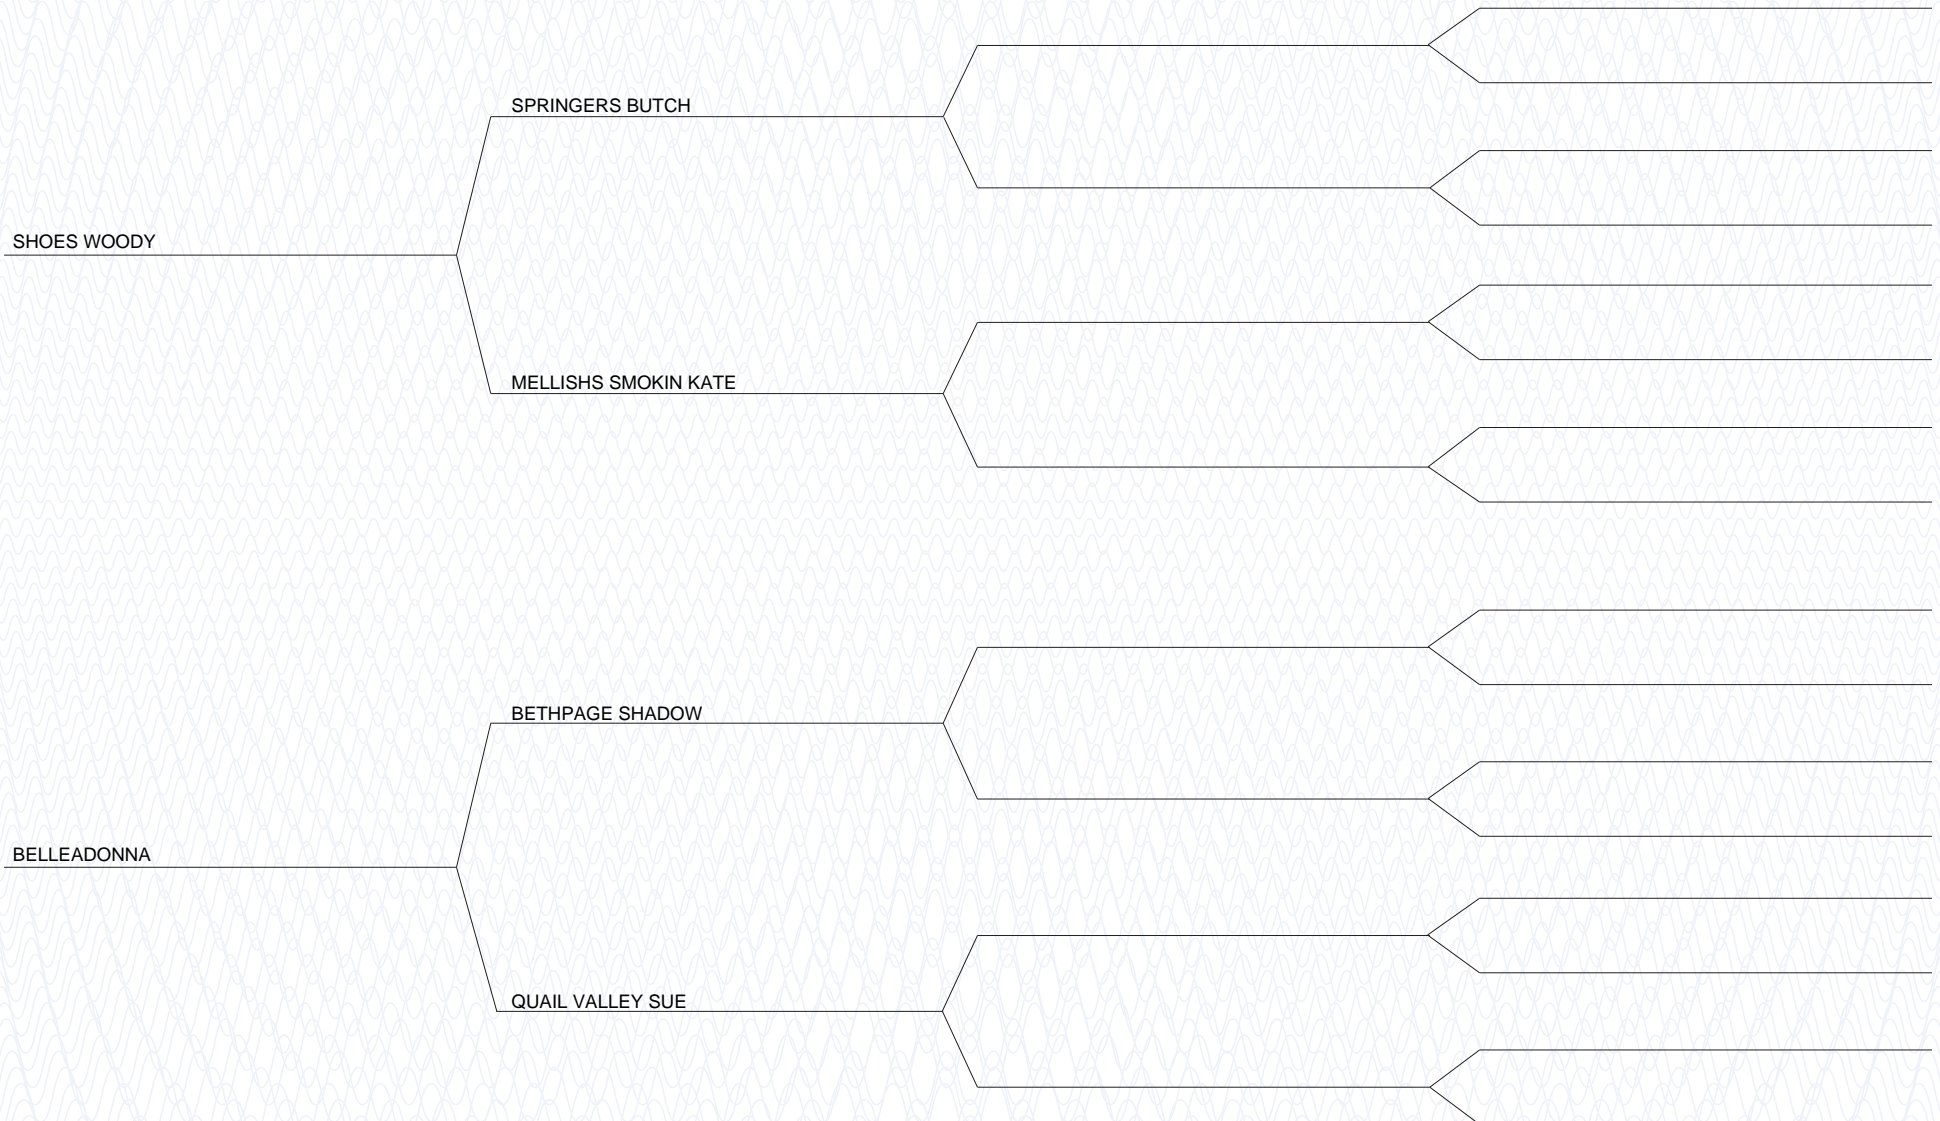 SPRINGERS BUTCH
SHOES WOODY
MELLISHS SMOKIN KATE
BETHPAGE SHADOW
BELLEADONNA
QUAIL VALLEY SUE